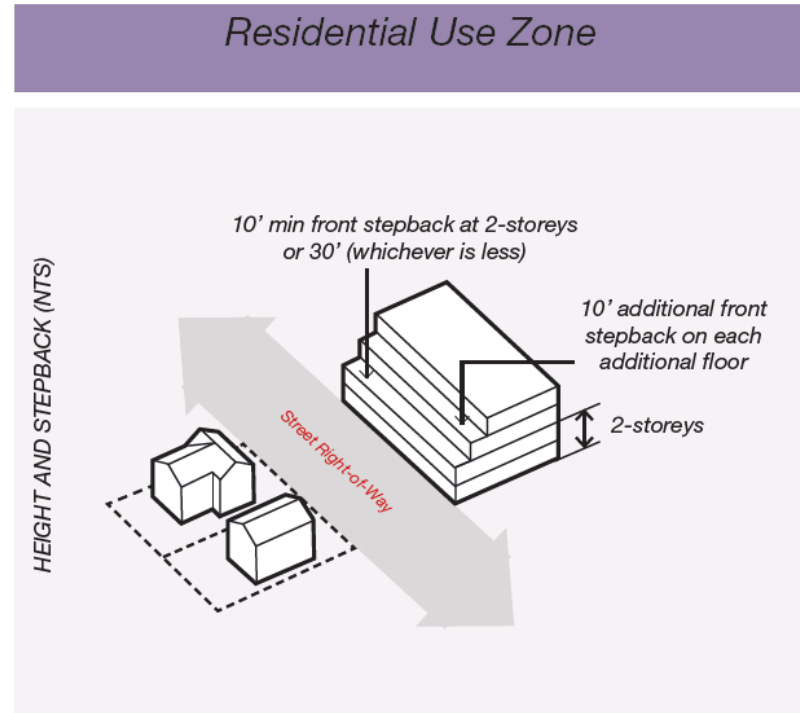 Residential Use Zone
HEIGHT AND STEPBACK (NTS)
10' min front stepback at 2-storeys
or 30' (whichever is less)
10' additional front
stepback on each
additional floor
2-storeys
Street Right-of-Way